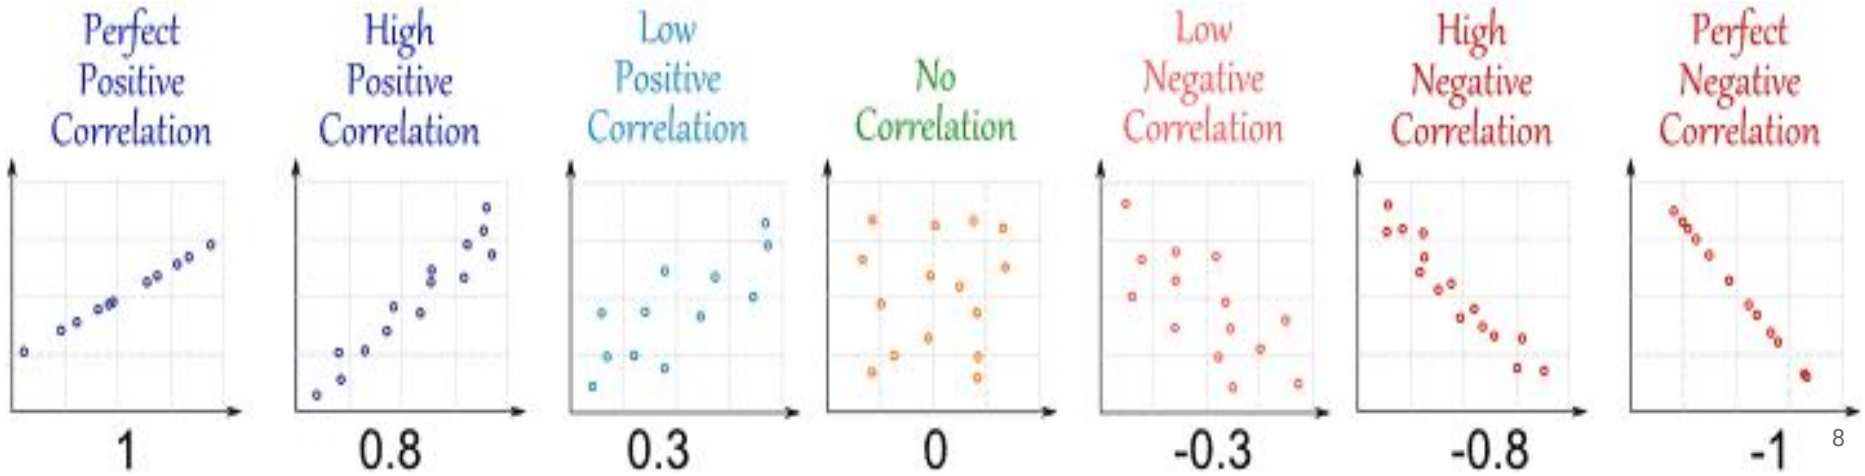 Perfect
Positive
Correlation
High
Positive
Correlation
Low
Positive
Correlation
No
Correlation
Low
Negative
Correlation
High
Negative
Correlation
Perfect
Negative
Correlation
1
0.8
0.3
0
-0.3
-0.8
-1
8